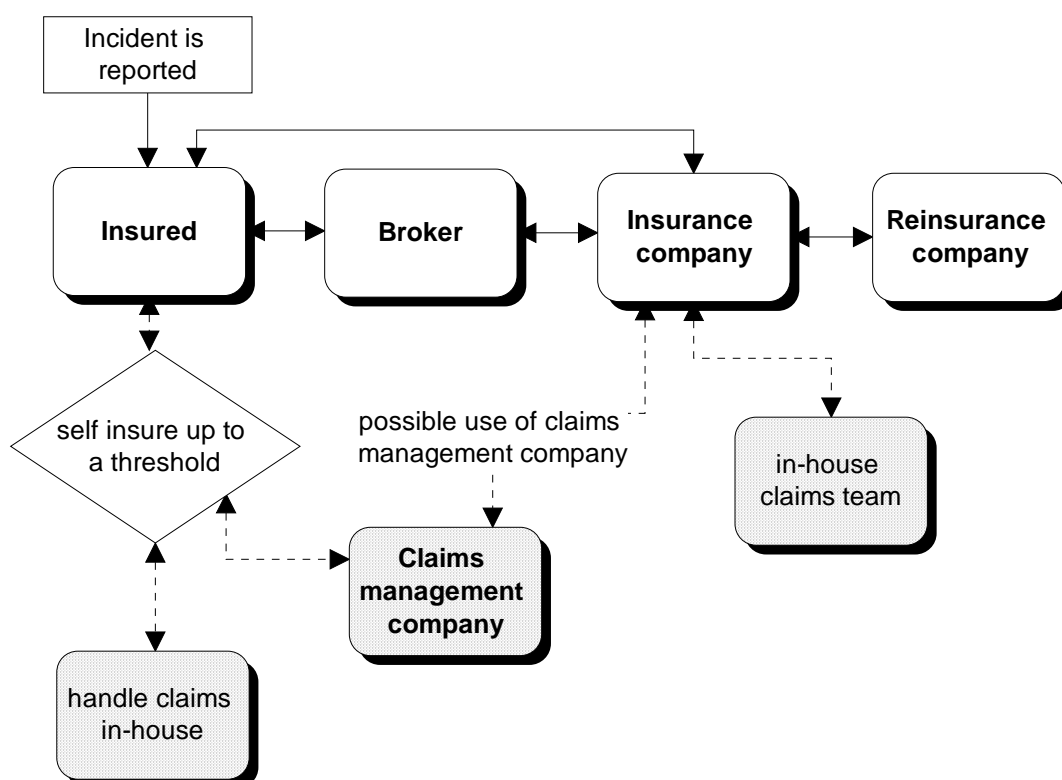 Incident is
reported
Insured
Broker
Insurance
company
Reinsurance
company
self insure up to
a threshold
possible use of claims
management company
in-house
claims team
Claims
management
company
handle claims
in-house